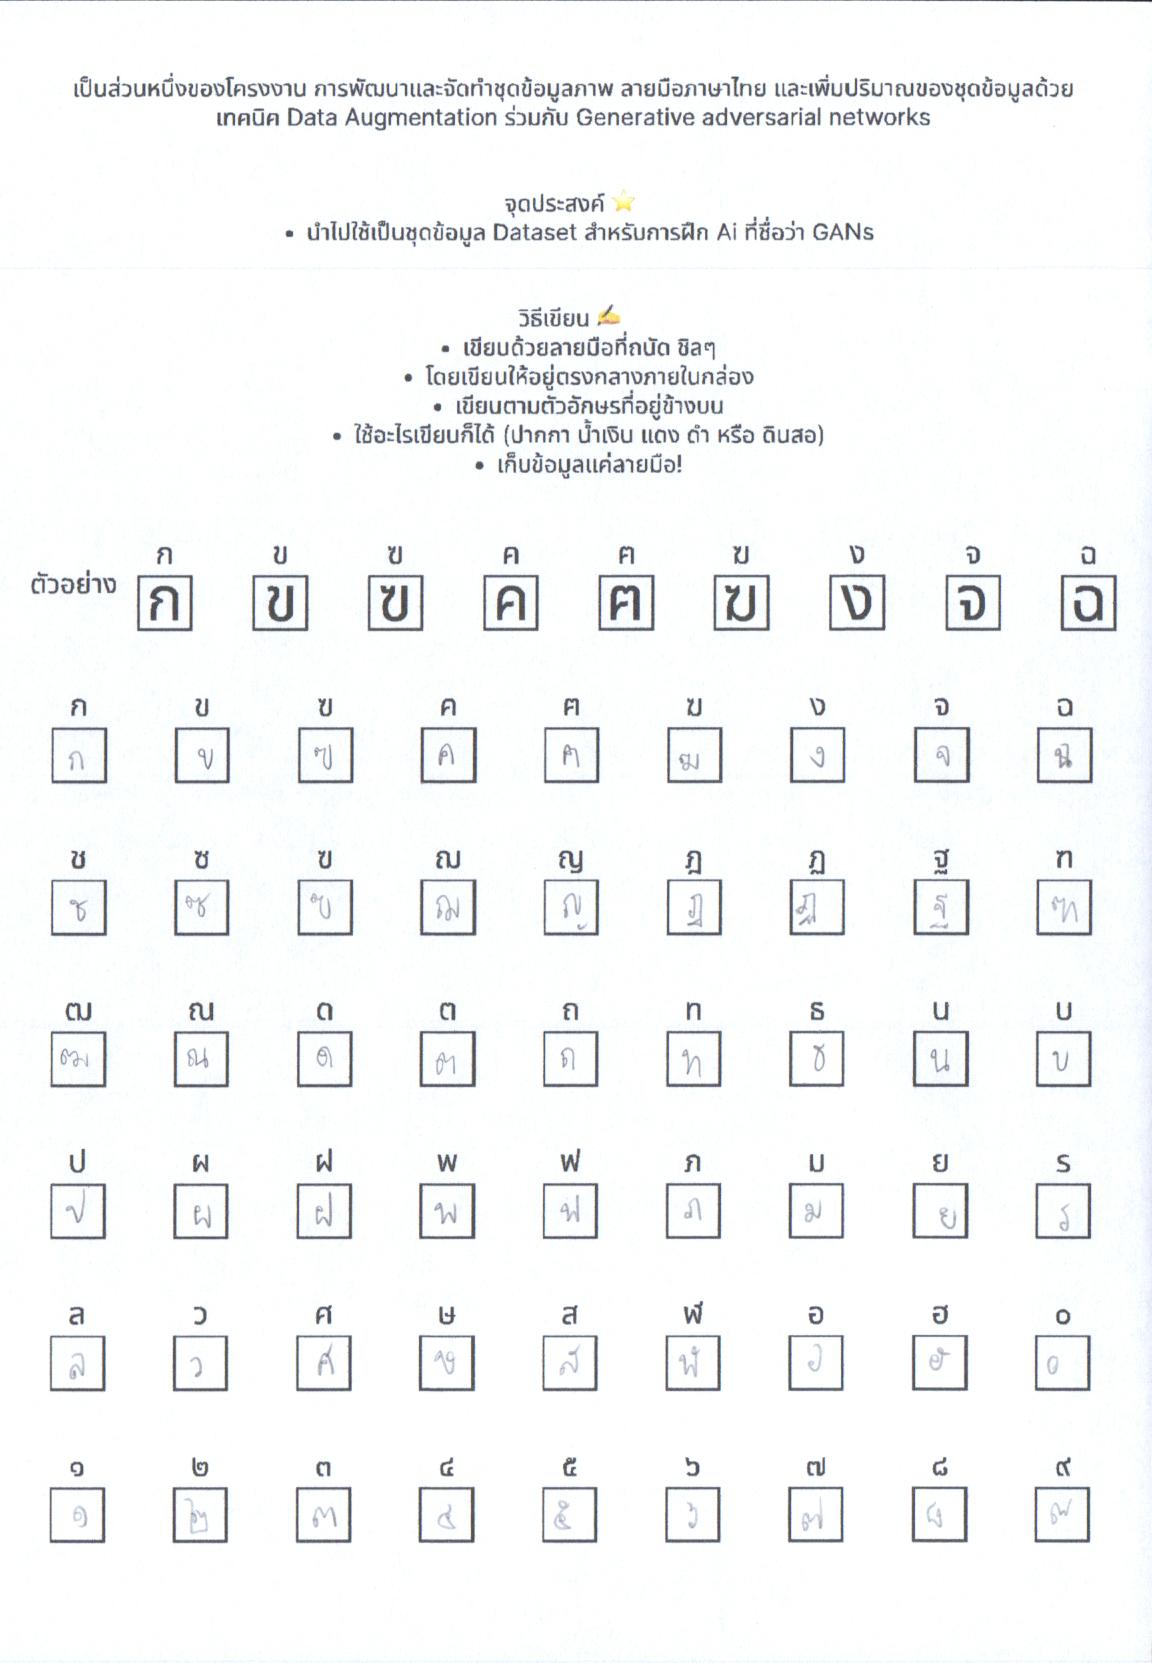 เป็นส่วนหนึ่งของโครงงาน การพัฒนาและจัดทำชุดข้อมูลภาพ ลายมือภาษาไทย และเพิ่มปริมาณของชุดข้อมูลด้วย
เทคนิค Data Augmentation ร่วมกับ Generative adversarial networks
จุดประสงค์ ⭐
• นำไปใช้เป็นชุดข้อมูล Dataset สำหรับการฝึก Ai ที่ชื่อว่า GANs
วิธีเขียน ✍
• เขียนด้วยลายมือที่ถนัด ชิลๆ
• โดยเขียนให้อยู่ตรงกลางภายในกล่อง
• เขียนตามตัวอักษรที่อยู่ข้างบน
• ใช้อะไรเขียนก็ได้ (ปากกา น้ำเงิน แดง ดำ หรือ ดินสอ)
• เก็บข้อมูลแค่ลายมือ!
ก ข ฃ ค ฅ ฆ ง จ ฉ
ตัวอย่าง ก ข ฃ ค ฅ ฆ ง จ ฉ
ก ข ฃ ค ฅ ฆ ง จ ฉ
ก ข ฃ ค ฅ ฆ ง จ ฉ
ช ซ ฃ ฌ ญ ฎ ฏ ฐ ฑ
ช ซ ฃ ฌ ญ ฎ ฏ ฐ ฑ
ฒ ณ ด ต ถ ท ธ น บ
ฒ ณ ด ต ถ ท ธ น บ
ป ผ ฝ พ ฟ ภ ม ย ร
ป ผ ฝ พ ฟ ภ ม ย ร
ล ว ศ ษ ส ฬ อ ฮ ๐
ล ว ศ ษ ส ฬ อ ฮ ๐
๑ ๒ ๓ ๔ ๕ ๖ ๗ ๘ ๙
๑ ๒ ๓ ๔ ๕ ๖ ๗ ๘ ๙